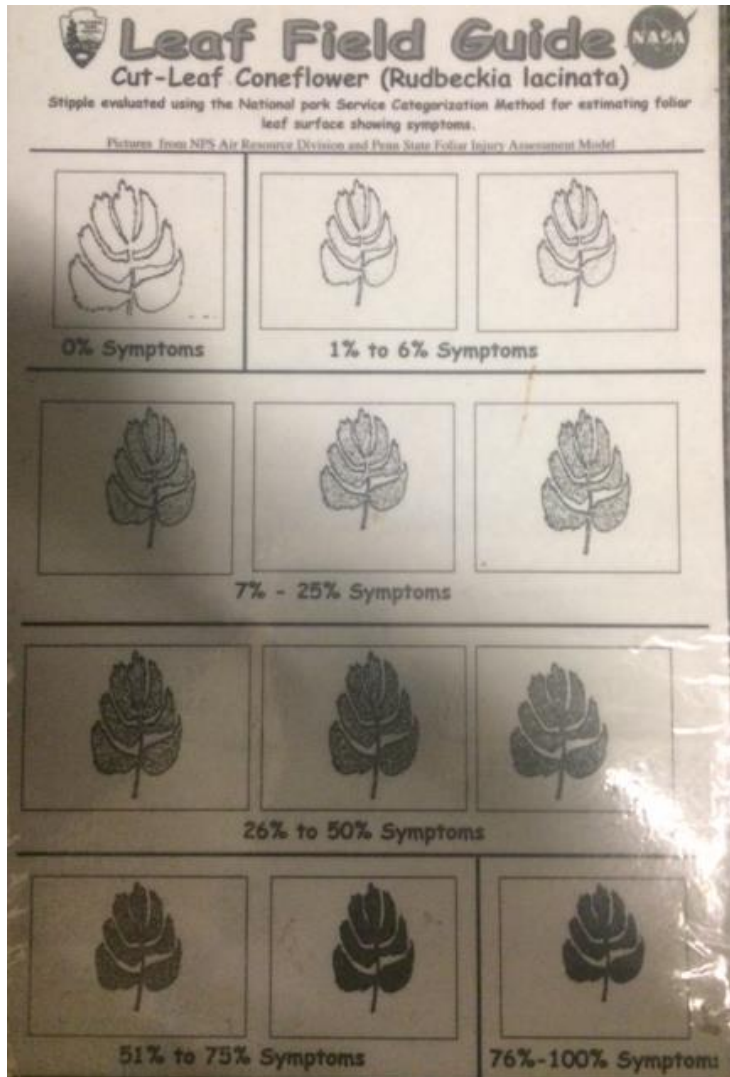 Leaf Field Guide
NASA
Cut-Leaf Coneflower (Rudbeckia lacinata)
Stipple evaluated using the National park Service Categorization Method for estimating foliar
leaf surface showing symptoms.
Pictures from NPS Air Resource Division and Penn State Foliar Injury Assessment Model
0% Symptoms
1% to 6% Symptoms
7% - 25% Symptoms
26% to 50% Symptoms
51% to 75% Symptoms
76%-100% Symptoms